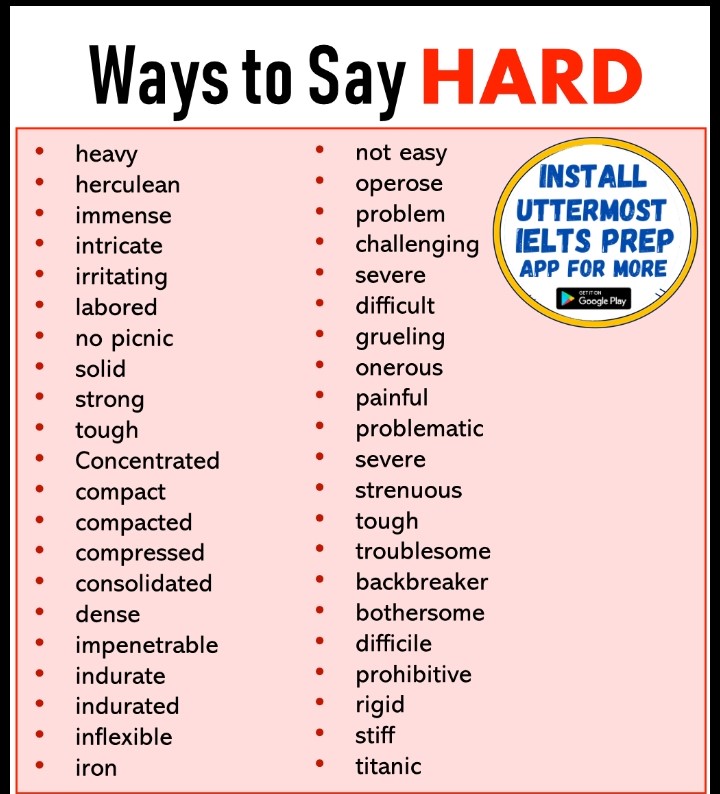 Ways to Say HARD
heavy
herculean
immense
intricate
irritating
labored
no picnic
solid
strong
tough
Concentrated
compact
compacted
compressed
consolidated
dense
impenetrable
indurate
indurated
inflexible
iron
not easy
operose
problem
challenging
severe
difficult
grueling
onerous
painful
problematic
severe
strenuous
tough
troublesome
backbreaker
bothersome
difficile
prohibitive
rigid
stiff
titanic
INSTALL
UTTERMOST
IELTS PREP
APP FOR MORE
GET IT ON
Google Play